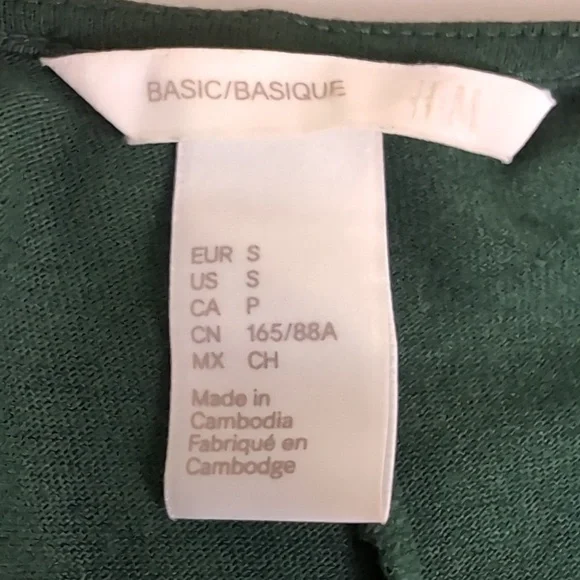 BASIC/BASIQUE H&M
EUR S
US S
CA P
CN 165/88A
MX CH
Made in
Cambodia
Fabriqué en
Cambodge